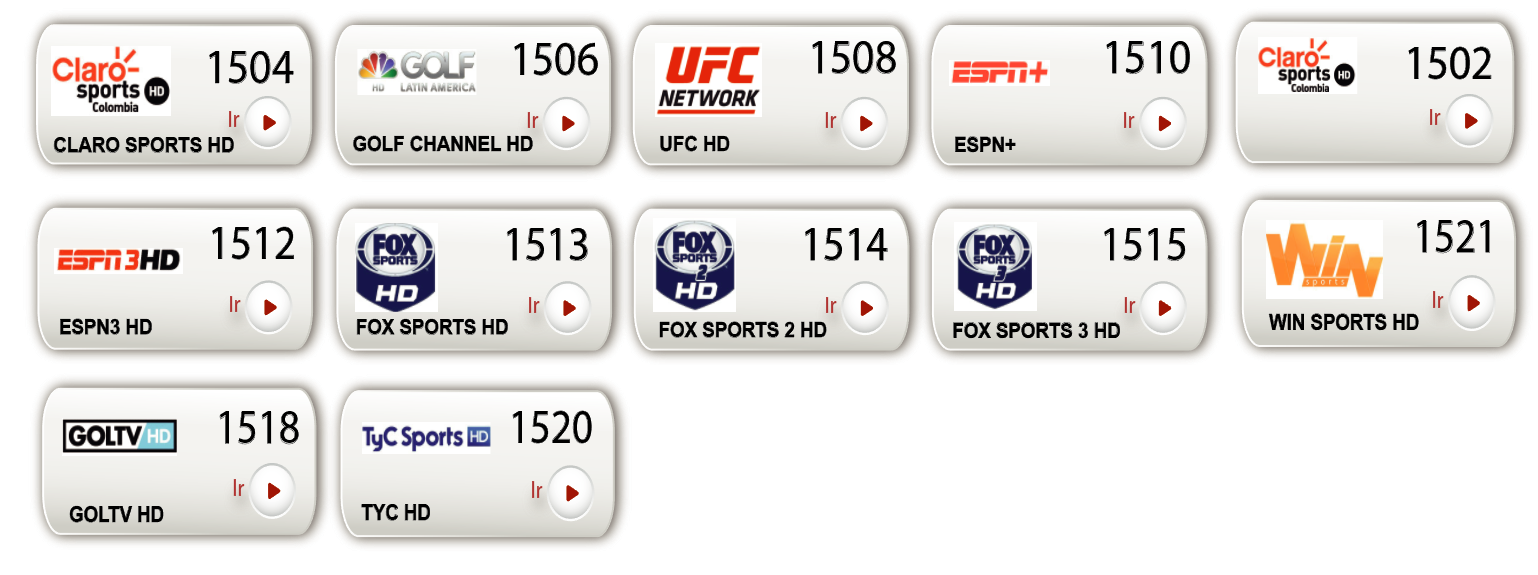 Claro-
sports HD
Colombia
1504
Ir
CLARO SPORTS HD
GOLF
HD LATIN AMERICA
1506
Ir
GOLF CHANNEL HD
UFC
NETWORK
1508
Ir
UFC HD
ESPN+
1510
Ir
ESPN+
Claro-
sports HD
Colombia
1502
Ir
ESPN3HD
1512
Ir
ESPN3 HD
FOX
SPORTS
HD
1513
Ir
FOX SPORTS HD
FOX
SPORTS
2
HD
1514
Ir
FOX SPORTS 2 HD
FOX
SPORTS
3
HD
1515
Ir
FOX SPORTS 3 HD
WiN
sports
1521
Ir
WIN SPORTS HD
GOLTV HD
1518
Ir
GOLTV HD
TyC Sports HD
1520
Ir
TYC HD